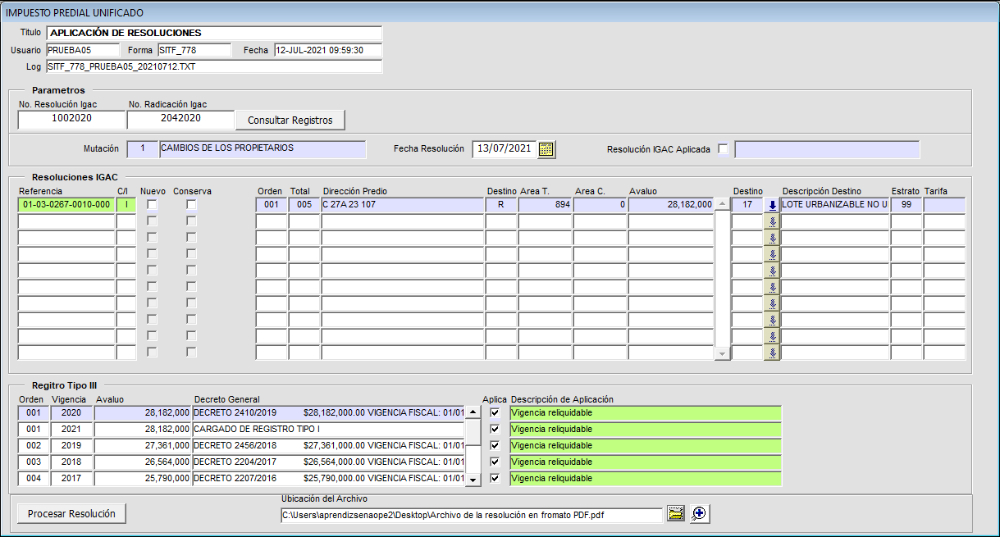 IMPUESTO PREDIAL UNIFICADO
Titulo APLICACIÓN DE RESOLUCIONES
Usuario PRUEBA05 Forma SITF_778 Fecha 12-JUL-2021 09:59:30
Log SITF_778_PRUEBA05_20210712.TXT
Parametros
No. Resolución Igac No. Radicación Igac
1002020 2042020 Consultar Registros
Mutación 1 CAMBIOS DE LOS PROPIETARIOS Fecha Resolución 13/07/2021 Resolución IGAC Aplicada
Resoluciones IGAC
Referencia C/I Nuevo Conserva Orden Total Dirección Predio Destino Area T. Area C. Avaluo Destino Descripción Destino Estrato Tarifa
01-03-0267-0010-000 I 001 005 C 27A 23 107 R 894 0 28,182,000 17 LOTE URBANIZABLE NO U 99
Regitro Tipo III
Orden Vigencia Avaluo Decreto General Aplica Descripción de Aplicación
001 2020 28,182,000 DECRETO 2410/2019 $28,182,000.00 VIGENCIA FISCAL: 01/01 Vigencia reliquidable
001 2021 28,182,000 CARGADO DE REGISTRO TIPO I Vigencia reliquidable
002 2019 27,361,000 DECRETO 2456/2018 $27,361,000.00 VIGENCIA FISCAL: 01/01 Vigencia reliquidable
003 2018 26,564,000 DECRETO 2204/2017 $26,564,000.00 VIGENCIA FISCAL: 01/01 Vigencia reliquidable
004 2017 25,790,000 DECRETO 2207/2016 $25,790,000.00 VIGENCIA FISCAL: 01/01 Vigencia reliquidable
Ubicación del Archivo
Procesar Resolución C:\Users\aprendizsenaope2\Desktop\Archivo de la resolución en fromato PDF.pdf